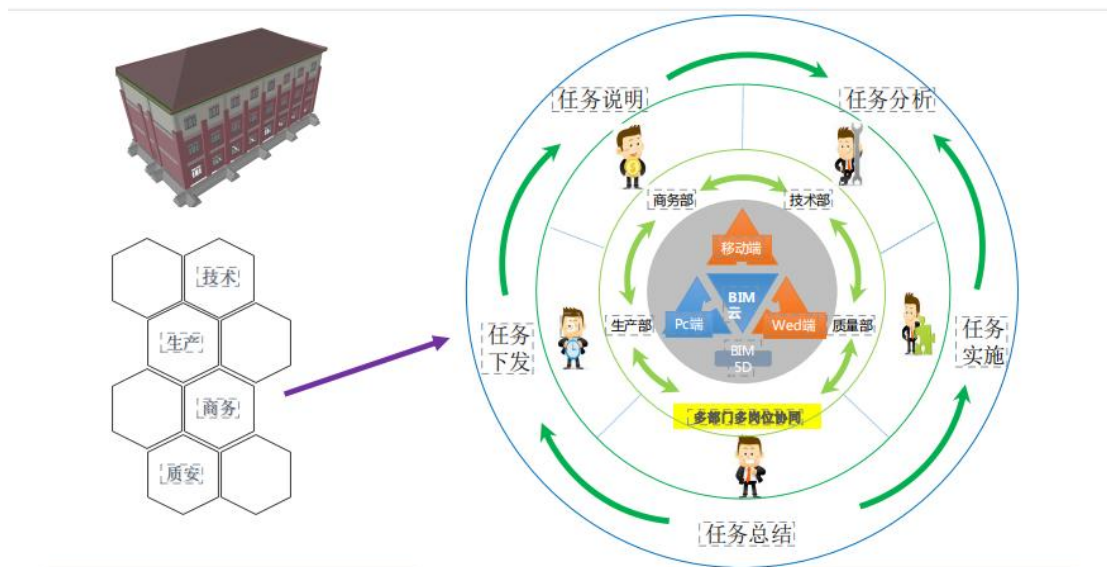 任务说明
任务分析
商务部
技术部
移动端
技术
BIM
云
生产
Pc端
Wed端
生产部
质量部
任务
下发
任务
实施
BIM
5D
商务
多部门多岗位协同
质安
任务总结